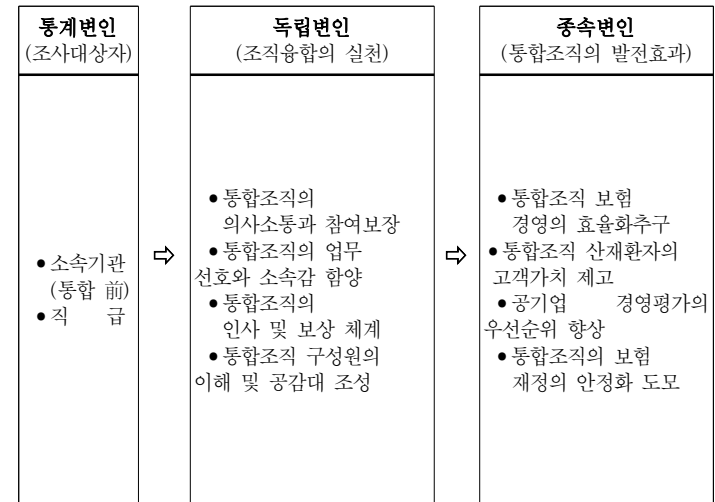 통계변인
(조사대상자)
● 소속기관
(통합 前)
● 직 급
⇨
독립변인
(조직융합의 실천)
● 통합조직의
의사소통과 참여보장
● 통합조직의 업무
선호와 소속감 함양
● 통합조직의
인사 및 보상 체계
● 통합조직 구성원의
이해 및 공감대 조성
⇨
종속변인
(통합조직의 발전효과)
● 통합조직 보험
경영의 효율화추구
● 통합조직 산재환자의
고객가치 제고
● 공기업 경영평가의
우선순위 향상
● 통합조직의 보험
재정의 안정화 도모